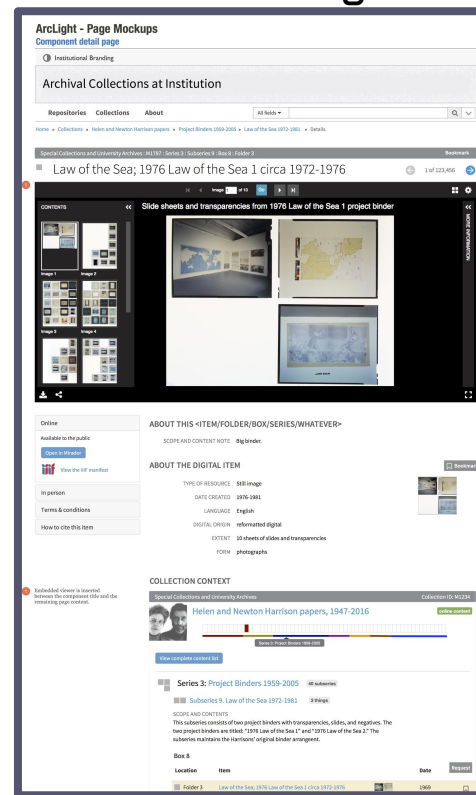 ArcLight - Page Mockups
Component detail page
Institutional Branding
Archival Collections at Institution
Repositories Collections About All fields
Home » Collections » Helen and Newton Harrison papers » Project Binders 1959-2005 » Law of the Sea 1972-1981 » Details
Special Collections and University Archives : M1797 : Series 3 : Subseries 9 : Box 8 : Folder 3 Bookmark
Law of the Sea; 1976 Law of the Sea 1 circa 1972-1976 1 of 123,456
1
Image 1 of 10 Go
CONTENTS Slide sheets and transparencies from 1976 Law of the Sea 1 project binder
MORE INFORMATION
Image 1 Image 2
Image 3 Image 4
Online
Available to the public
Open in Mirador
iiif View the IIIF manifest
In person
Terms & conditions
How to cite this item
ABOUT THIS <ITEM/FOLDER/BOX/SERIES/WHATEVER>
SCOPE AND CONTENT NOTE Big binder.
ABOUT THE DIGITAL ITEM Bookmar
TYPE OF RESOURCE Still image
DATE CREATED 1976-1981
LANGUAGE English
DIGITAL ORIGIN reformatted digital
EXTENT 10 sheets of slides and transparencies
FORM photographs
COLLECTION CONTEXT
1 Embedded viewer is inserted
between the component title and the
remaining page content.
Special Collections and University Archives Collection ID: M1234
Helen and Newton Harrison papers, 1947-2016 online content
Series 3: Project Binders 1959-2005
View complete content list
Series 3: Project Binders 1959-2005 40 subseries
Subseries 9. Law of the Sea 1972-1981 3 things
SCOPE AND CONTENTS
This subseries consists of two project binders with transparencies, slides, and negatives. The
two project binders are titled: "1976 Law of the Sea 1" and "1976 Law of the Sea 2." The
subseries maintains the Harrisons' original binder arrangeent.
Box 8
Location Item Date Request
Folder 3 Law of the Sea; 1976 Law of the Sea 1 circa 1972-1976 1969